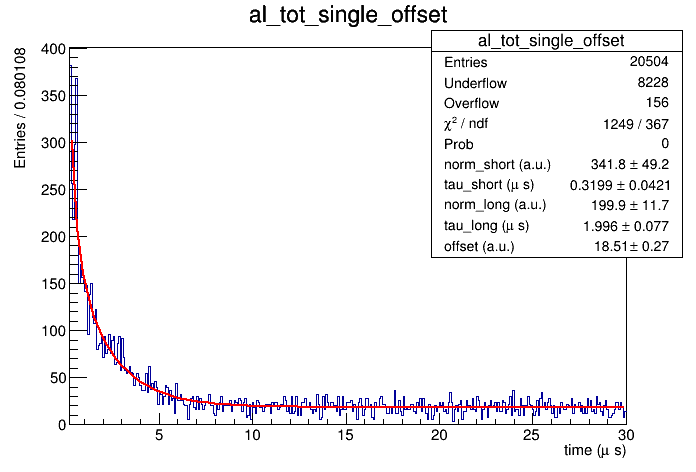 al_tot_single_offset
al_tot_single_offset
Entries 20504
Underflow 8228
Overflow 156
χ² / ndf 1249 / 367
Prob 0
norm_short (a.u.) 341.8 ± 49.2
tau_short (μ s) 0.3199 ± 0.0421
norm_long (a.u.) 199.9 ± 11.7
tau_long (μ s) 1.996 ± 0.077
offset (a.u.) 18.51 ± 0.27
Entries / 0.080108
400
350
300
250
200
150
100
50
0
5 10 15 20 25 30
time (μ s)